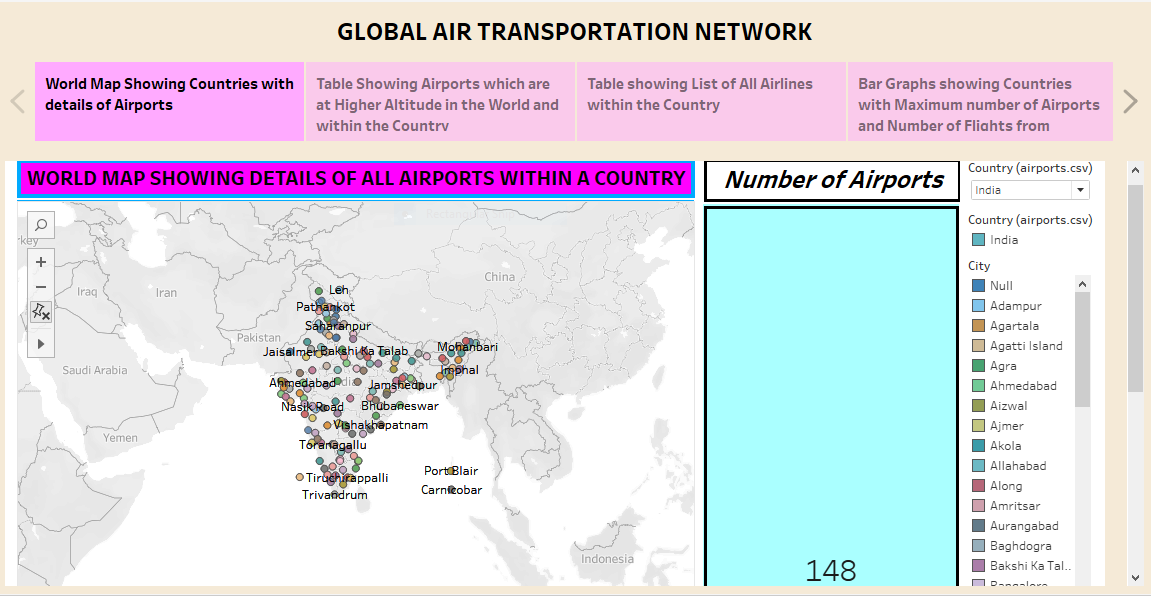 GLOBAL AIR TRANSPORTATION NETWORK
World Map Showing Countries with
details of Airports
Table Showing Airports which are
at Higher Altitude in the World and
within the Country
Table showing List of All Airlines
within the Country
Bar Graphs showing Countries
with Maximum number of Airports
and Number of Flights from
WORLD MAP SHOWING DETAILS OF ALL AIRPORTS WITHIN A COUNTRY
Number of Airports
Country (airports.csv)
India
Country (airports.csv)
India
City
Null
Adampur
Agartala
Agatti Island
Agra
Ahmedabad
Aizwal
Ajmer
Akola
Allahabad
Along
Amritsar
Aurangabad
Baghdogra
Bakshi Ka Tal..
Bangalore
key
Iraq
Iran
China
Leh
Pathankot
Saharanpur
Pakistan
Jaisalmer
Bakshi Ka Talab
Mohanbari
Saudi Arabia
Imphal
Ahmedabad
India
Jamshedpur
Nasik Road
Bhubaneswar
Vishakhapatnam
Yemen
Toranagallu
Port Blair
Tiruchirappalli
Carnicobar
Trivandrum
Indonesia
148